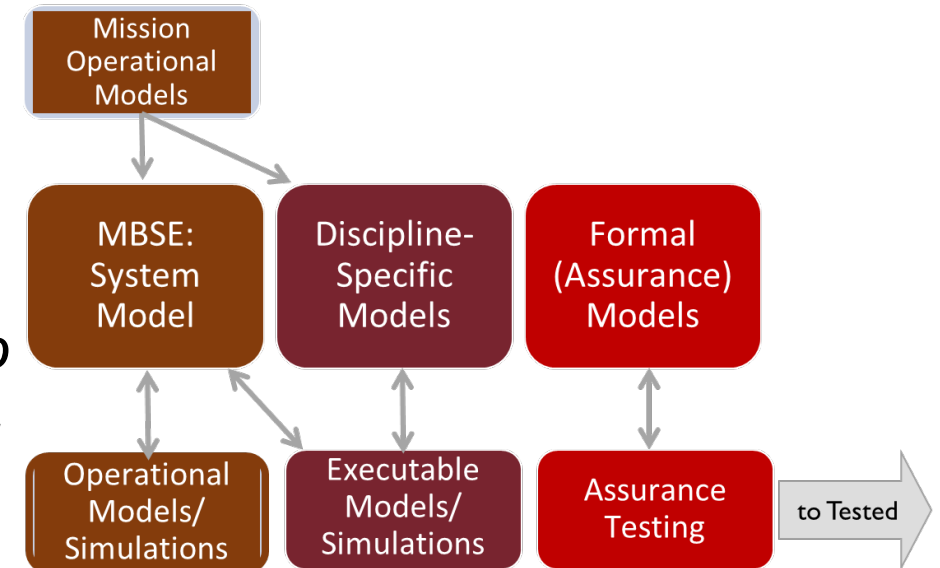 Mission
Operational
Models
MBSE:
System
Model
Discipline-
Specific
Models
Formal
(Assurance)
Models
Operational
Models/
Simulations
Executable
Models/
Simulations
Assurance
Testing
to Tested